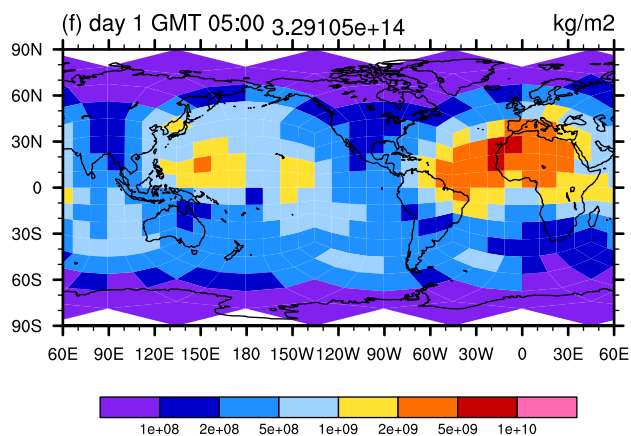 (f) day 1 GMT 05:00 3.29105e+14 kg/m2
90N
60N
30N
0
30S
60S
90S
60E 90E 120E 150E 180 150W 120W 90W 60W 30W 0 30E 60E
1e+08 2e+08 5e+08 1e+09 2e+09 5e+09 1e+10